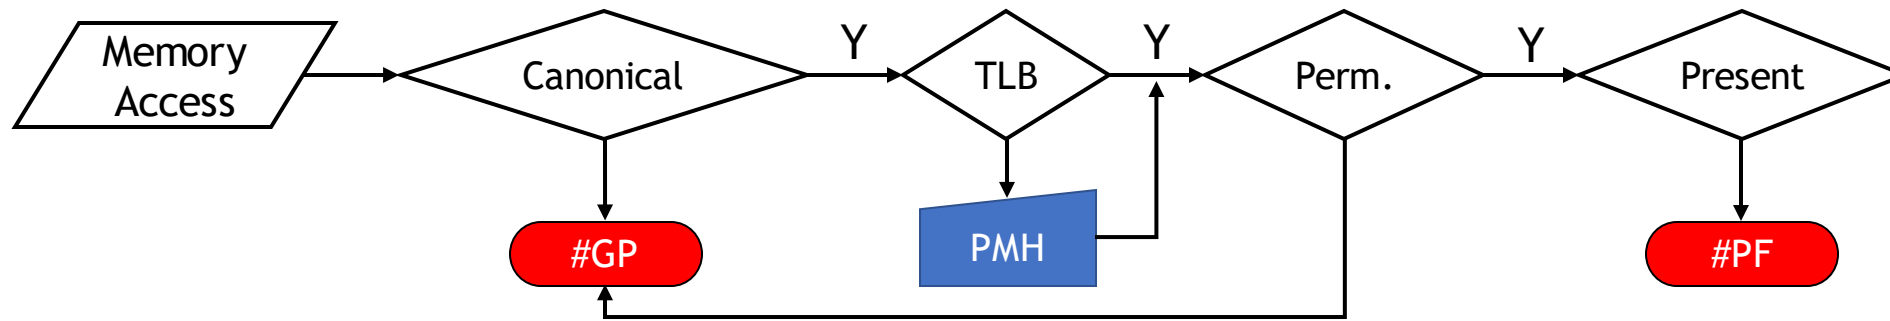 Memory
Access
Canonical
Y
TLB
Y
Perm.
Y
Present
#GP
PMH
#PF